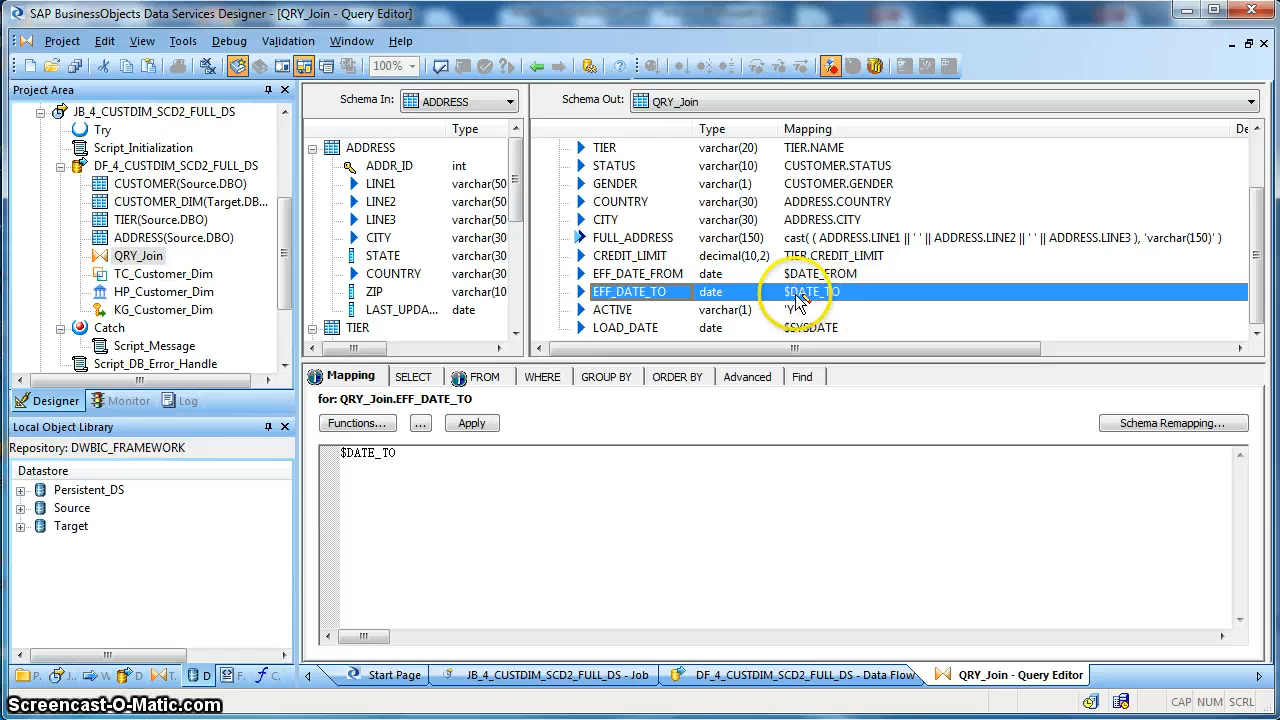 SAP BusinessObjects Data Services Designer - [QRY_Join - Query Editor]
Project Edit View Tools Debug Validation Window Help
100%
Project Area
JB_4_CUSTDIM_SCD2_FULL_DS
Try
Script_Initialization
DF_4_CUSTDIM_SCD2_FULL_DS
CUSTOMER(Source.DBO)
CUSTOMER_DIM(Target.DB...
TIER(Source.DBO)
ADDRESS(Source.DBO)
QRY_Join
TC_Customer_Dim
HP_Customer_Dim
KG_Customer_Dim
Catch
Script_Message
Script_DB_Error_Handle
Designer Monitor Log
Local Object Library
Repository: DWBIC_FRAMEWORK
Datastore
Persistent_DS
Source
Target
P.. J.. W D T. D F. C.
Schema In: ADDRESS
Type
ADDRESS
ADDR_ID int
LINE1 varchar(50
LINE2 varchar(50
LINE3 varchar(50
CITY varchar(30
STATE varchar(30
COUNTRY varchar(30
ZIP varchar(10
LAST_UPDA... date
TIER
Schema Out: QRY_Join
Type Mapping De
TIER varchar(20) TIER.NAME
STATUS varchar(10) CUSTOMER.STATUS
GENDER varchar(1) CUSTOMER.GENDER
COUNTRY varchar(30) ADDRESS.COUNTRY
CITY varchar(30) ADDRESS.CITY
FULL_ADDRESS varchar(150) cast( ( ADDRESS.LINE1 || ' ' || ADDRESS.LINE2 || ' ' || ADDRESS.LINE3 ), 'varchar(150)' )
CREDIT_LIMIT decimal(10,2) TIER.CREDIT_LIMIT
EFF_DATE_FROM date $DATE_FROM
EFF_DATE_TO date $DATE_TO
ACTIVE varchar(1) 'Y'
LOAD_DATE date $SYSDATE
Mapping SELECT FROM WHERE GROUP BY ORDER BY Advanced Find
for: QRY_Join.EFF_DATE_TO
Functions... ... Apply Schema Remapping...
$DATE_TO
Start Page JB_4_CUSTDIM_SCD2_FULL_DS - Job DF_4_CUSTDIM_SCD2_FULL_DS - Data Flow QRY_Join - Query Editor
CAP NUM SCRL
Screencast-O-Matic.com